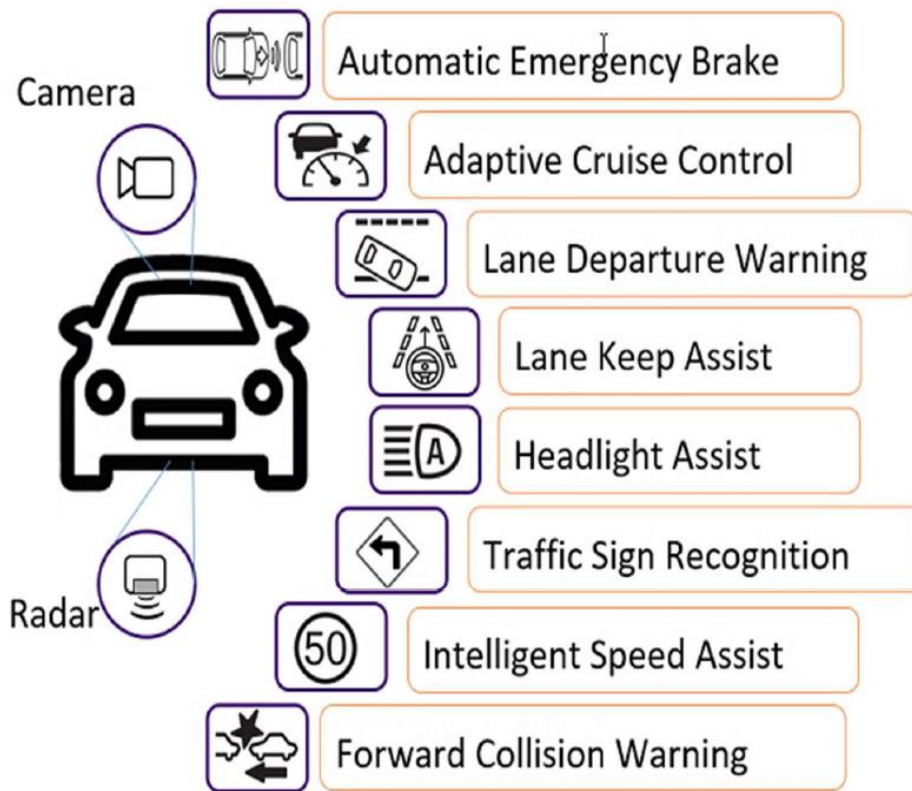 Camera
Automatic Emergency Brake
Adaptive Cruise Control
Lane Departure Warning
Lane Keep Assist
A
Headlight Assist
Traffic Sign Recognition
Radar
50
Intelligent Speed Assist
Forward Collision Warning